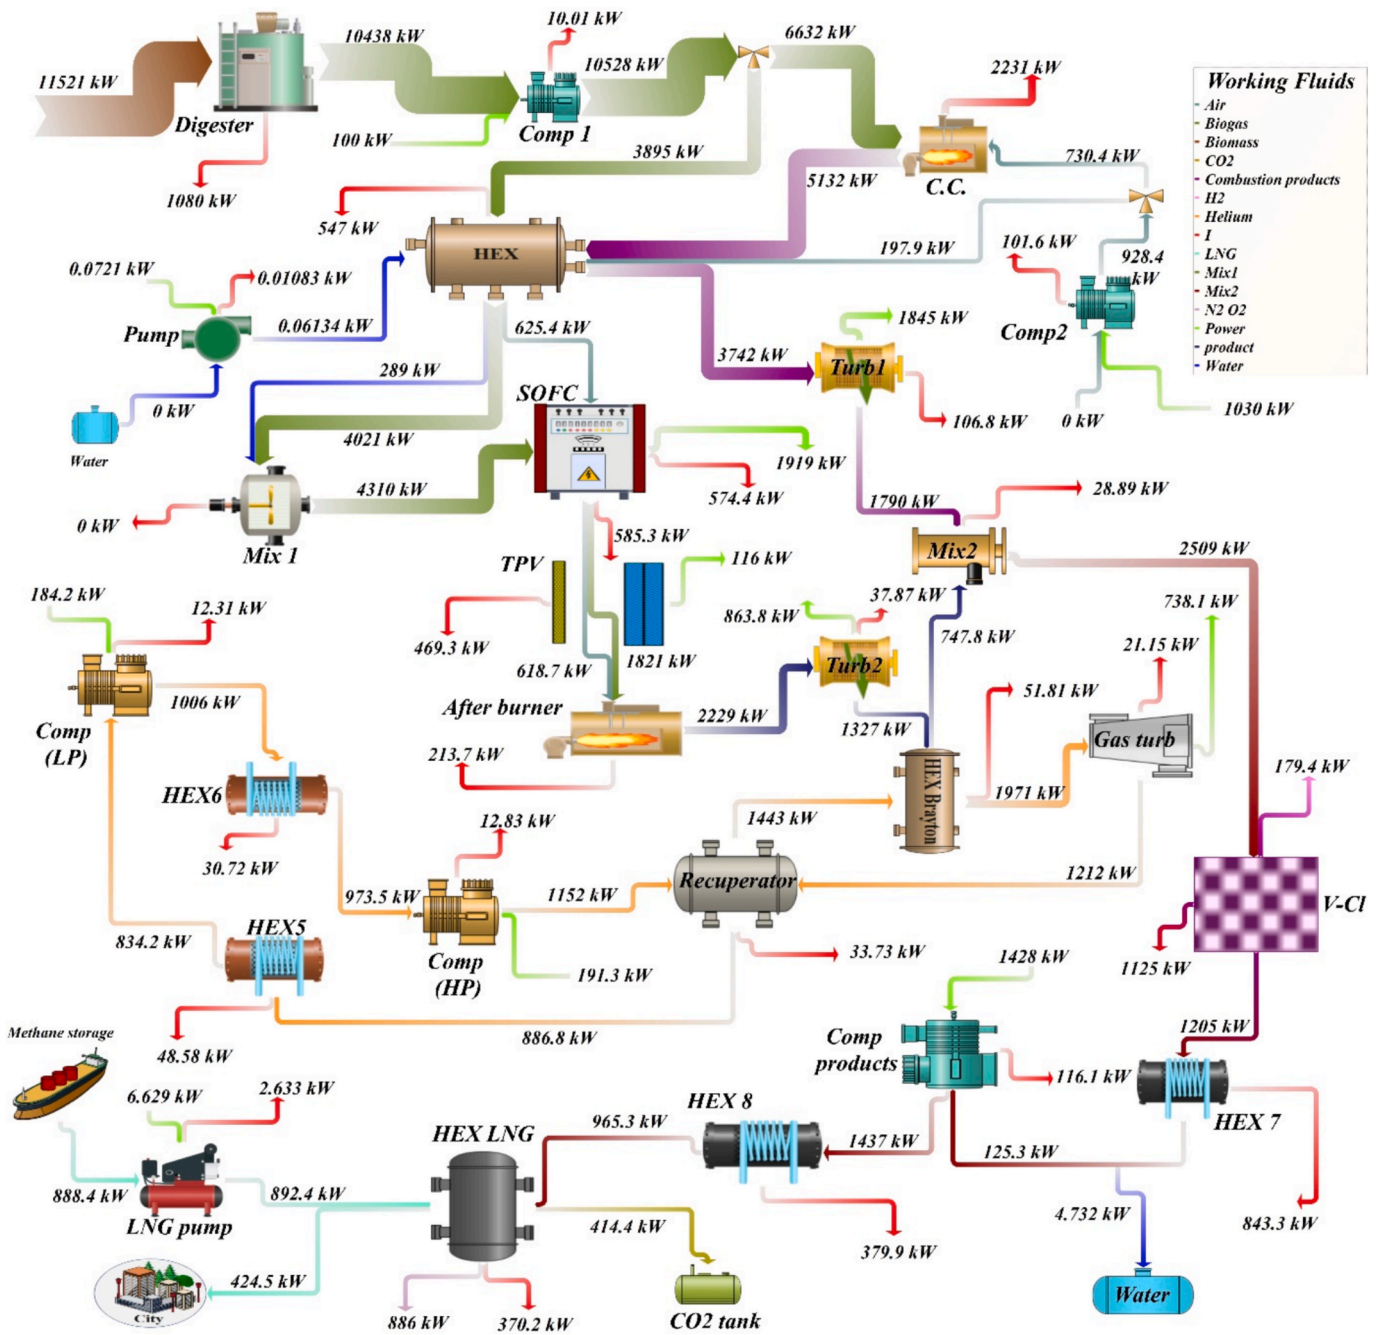 10.01 kW
10438 kW
6632 kW
11521 kW
10528 kW
2231 kW
Working Fluids
Air
Biogas
Biomass
CO2
Combustion products
H2
Helium
I
LNG
Mix1
Mix2
N2 O2
Power
product
Water
Digester
100 kW
Comp 1
1080 kW
3895 kW
C.C.
730.4 kW
5132 kW
547 kW
HEX
197.9 kW
101.6 kW
928.4
kW
0.0721 kW
0.01083 kW
Pump
0.06134 kW
625.4 kW
1845 kW
Comp2
289 kW
3742 kW
Turb1
0 kW
SOFC
106.8 kW
0 kW
1030 kW
Water
4021 kW
1919 kW
4310 kW
574.4 kW
0 kW
Mix 1
1790 kW
28.89 kW
585.3 kW
Mix2
2509 kW
TPV
116 kW
184.2 kW
12.31 kW
863.8 kW
37.87 kW
738.1 kW
469.3 kW
747.8 kW
21.15 kW
618.7 kW
1821 kW
Turb2
1006 kW
51.81 kW
Comp
(LP)
After burner
2229 kW
1327 kW
Gas turb
213.7 kW
HEX Brayton
179.4 kW
HEX6
1971 kW
12.83 kW
1443 kW
30.72 kW
1212 kW
Recuperator
973.5 kW
1152 kW
V-Cl
HEX5
834.2 kW
Comp
(HP)
191.3 kW
33.73 kW
1125 kW
1428 kW
Methane storage
48.58 kW
886.8 kW
Comp
products
1205 kW
116.1 kW
6.629 kW
2.633 kW
HEX 8
HEX 7
HEX LNG
965.3 kW
1437 kW
125.3 kW
888.4 kW
892.4 kW
LNG pump
414.4 kW
4.732 kW
843.3 kW
379.9 kW
424.5 kW
City
886 kW
370.2 kW
CO2 tank
Water